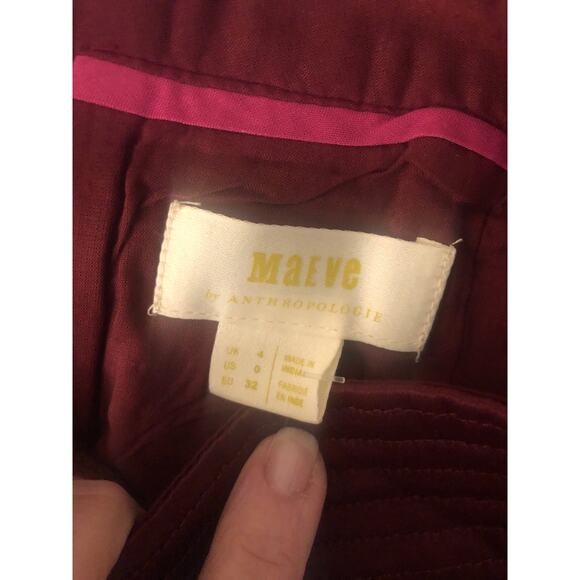 MaEVe
by ANTHROPOLOGIE
UK 4
US 0
EU 32
MADE IN
INDIA
FABRIQUÉ
EN INDE